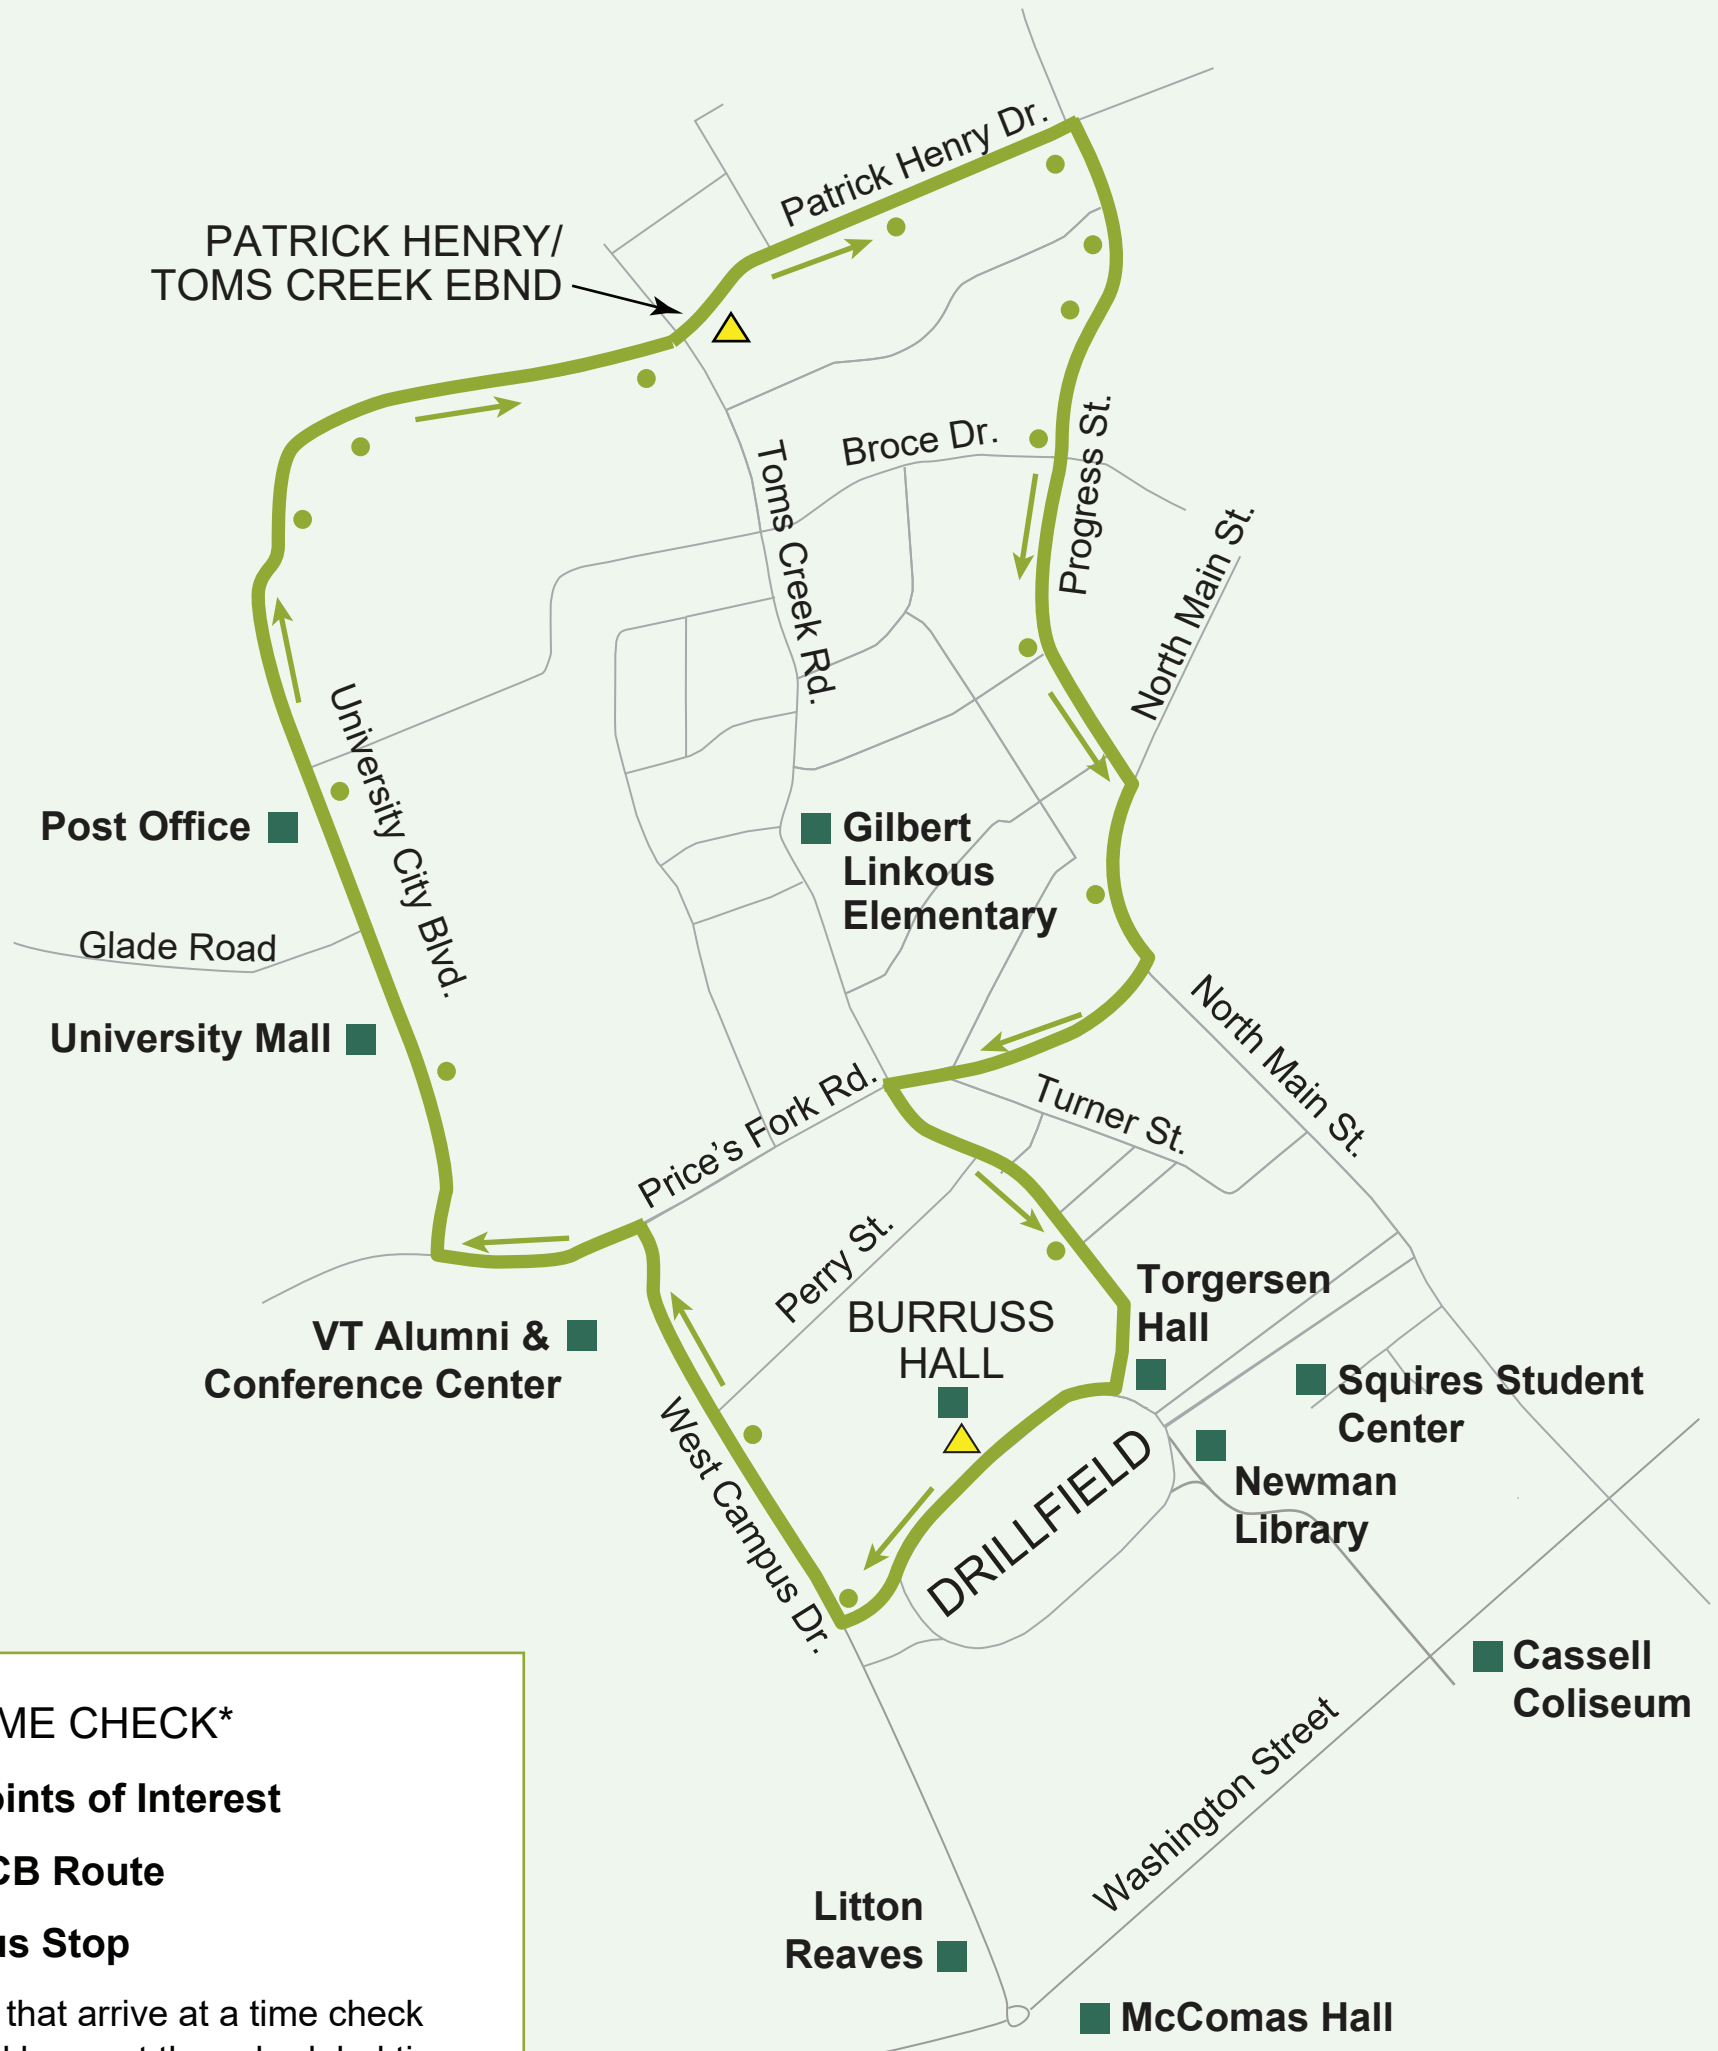 Patrick Henry Dr.
PATRICK HENRY/
TOMS CREEK EBND
Broce Dr.
Toms Creek Rd.
Progress St.
North Main St.
University City Blvd.
Post Office
Gilbert
Linkous
Elementary
Glade Road
University Mall
North Main St.
Price's Fork Rd.
Turner St.
Perry St.
Torgersen
Hall
BURRUSS
HALL
VT Alumni &
Conference Center
Squires Student
Center
West Campus Dr.
DRILLFIELD
Newman
Library
Cassell
Coliseum
Washington Street
Litton
Reaves
McComas Hall
ME CHECK*
ints of Interest
CB Route
us Stop
that arrive at a time check